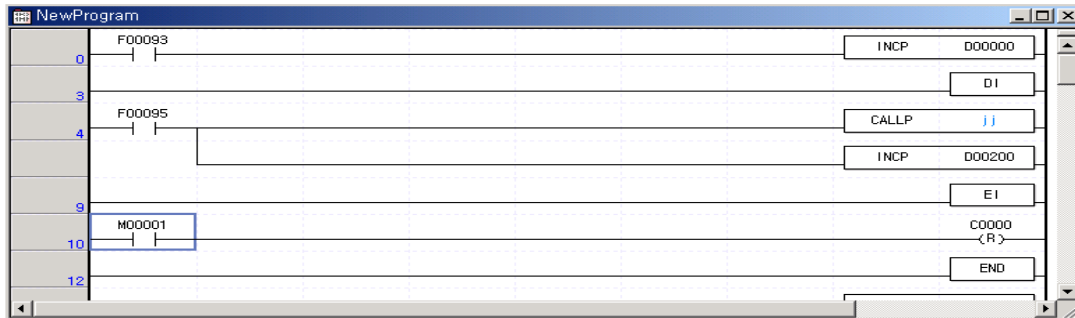 NewProgram
F00093
0 INCP D00000
3 DI
F00095
4 CALLP jj
INCP D00200
9 EI
M00001 C0000
10 (R)
12 END